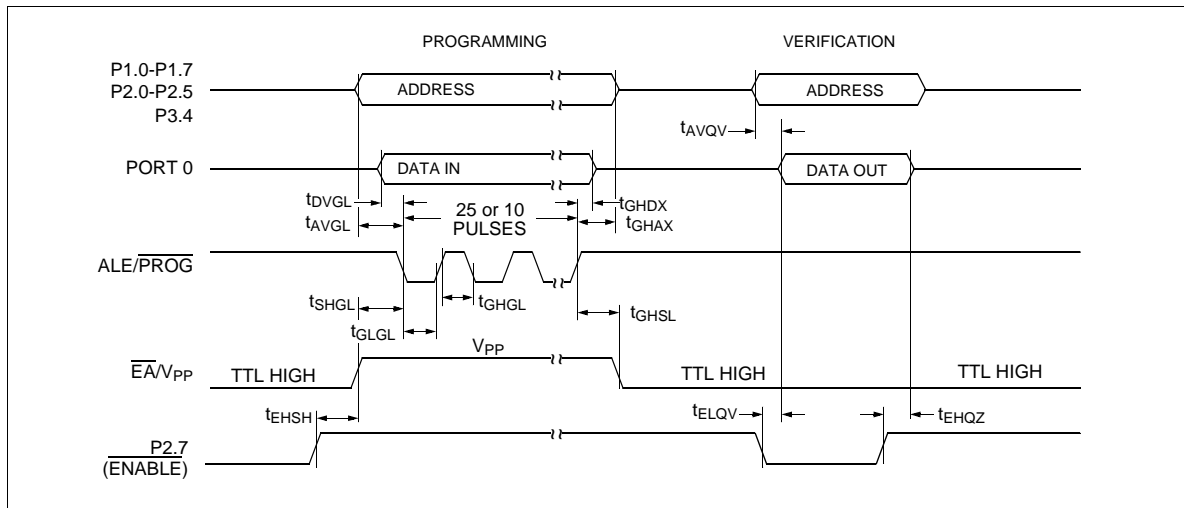 PROGRAMMING
VERIFICATION
P1.0-P1.7
P2.0-P2.5
P3.4
ADDRESS
ADDRESS
tAVQV
PORT 0
DATA IN
DATA OUT
tDVGL
tAVGL
25 or 10
PULSES
tGHDX
tGHAX
ALE/PROG
tSHGL
tGHGL
tGLGL
tGHSL
EA/VPP
TTL HIGH
VPP
TTL HIGH
TTL HIGH
tEHSH
tELQV
tEHQZ
P2.7
(ENABLE)